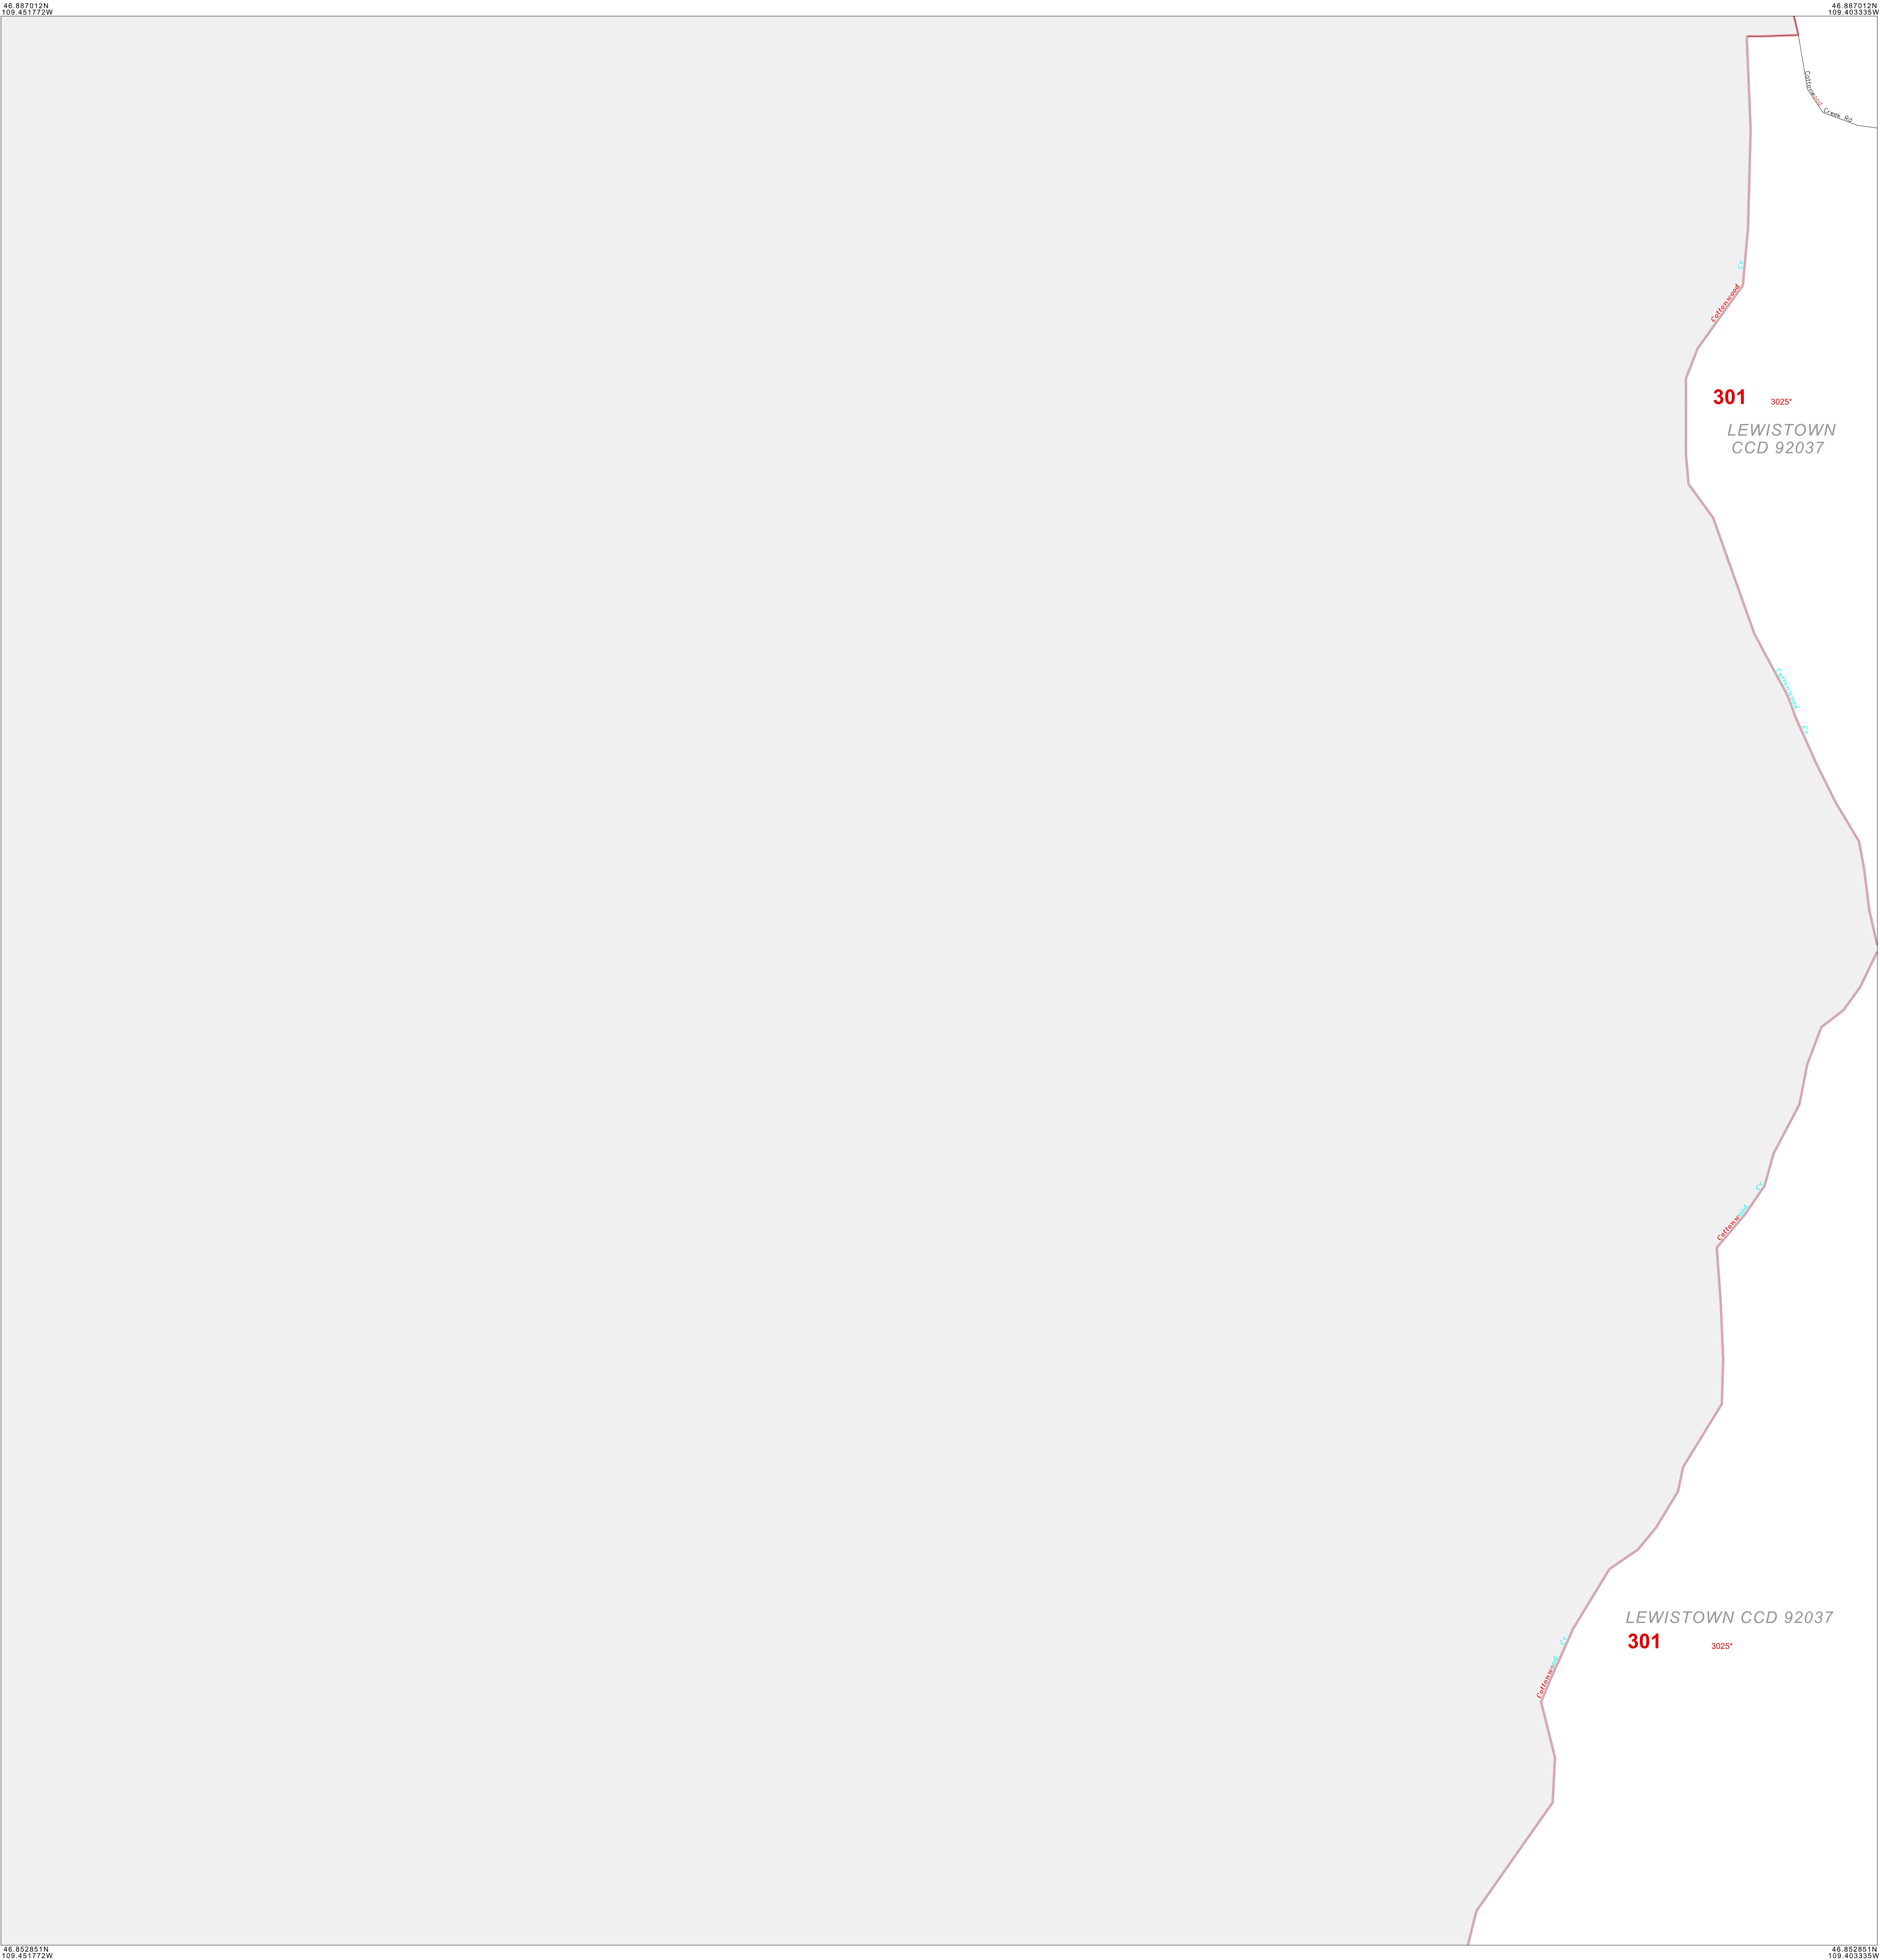 46.887012N
109.451772W
46.887012N
109.403335W
Cottonwood Creek Rd
Cottonwood Cr
301 3025*
LEWISTOWN
CCD 92037
Cottonwood Cr
Cottonwood Cr
LEWISTOWN CCD 92037
301 3025*
Cottonwood Cr
46.852851N
109.451772W
46.852851N
109.403335W